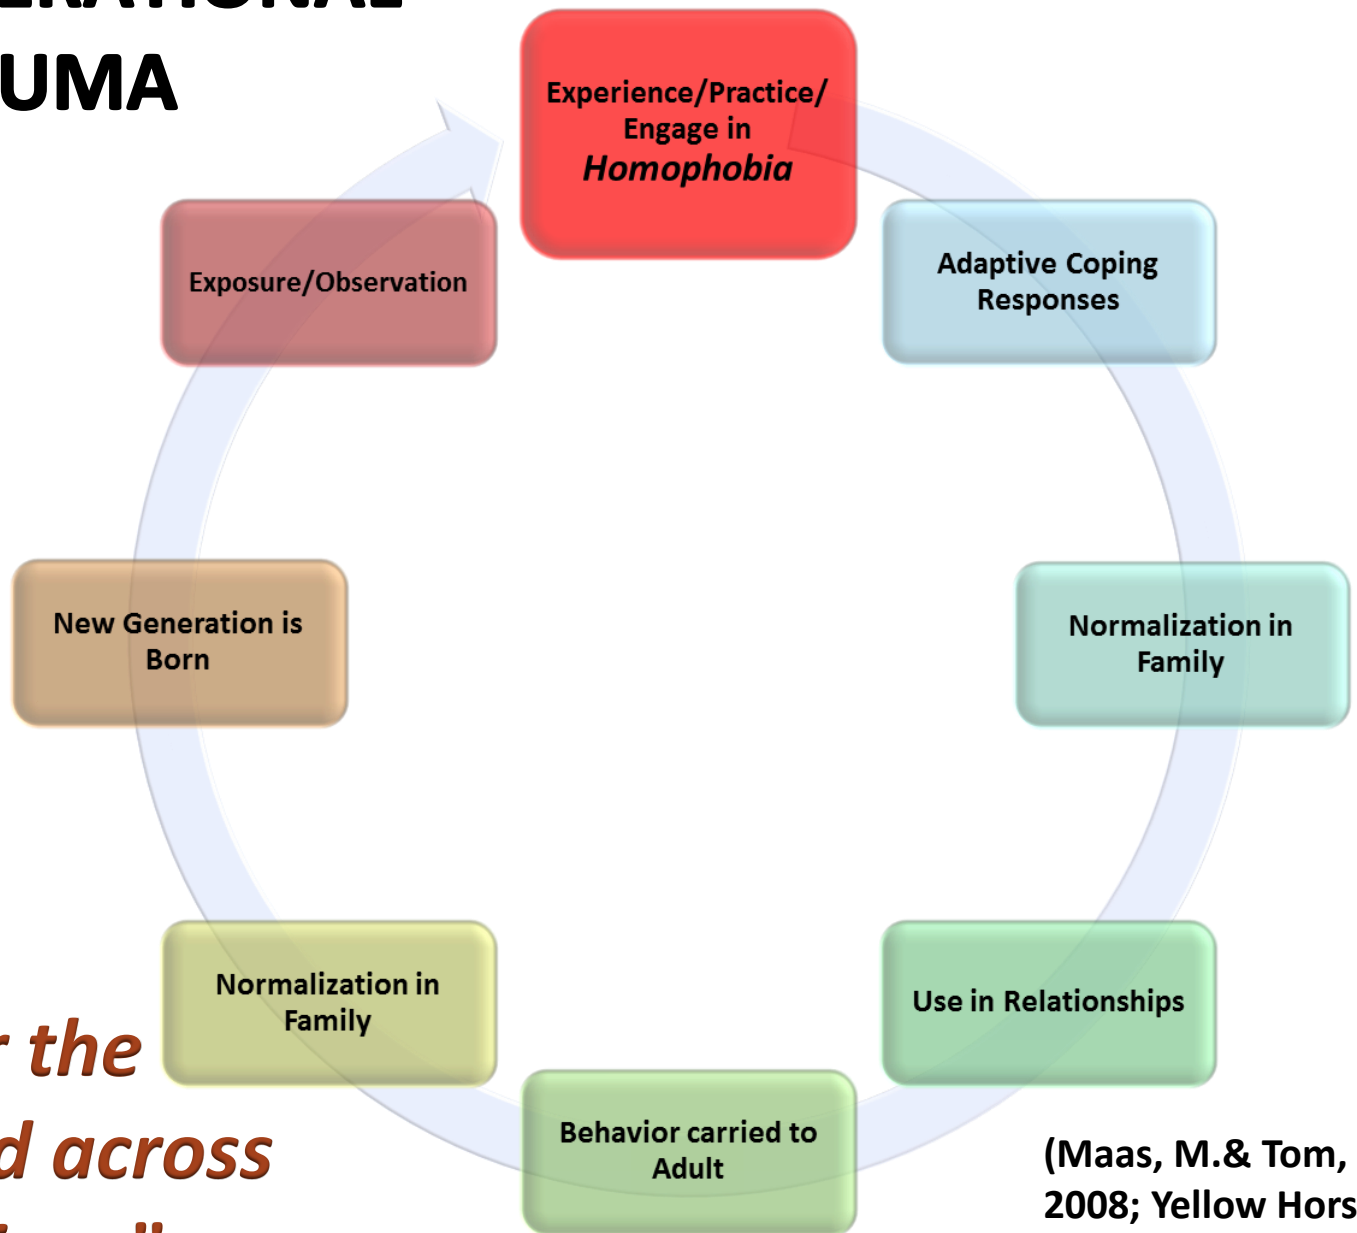 ERATIONAL
UMA
Experience/Practice/
Engage in
Homophobia
Adaptive Coping
Responses
Normalization in
Family
Use in Relationships
Behavior carried to
Adult
Normalization in
Family
New Generation is
Born
Exposure/Observation
r the
d across
(Maas, M.& Tom,
2008; Yellow Hors